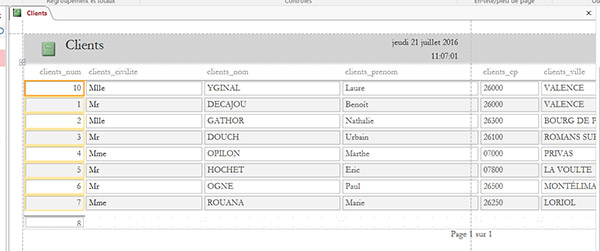 Regroupement et totaux Contrôles En-tête/pied de page
Clients
Clients jeudi 21 juillet 2016
11:07:01
clients_num clients_civilite clients_nom clients_prenom clients_cp clients_ville
10 Mlle YGINAL Laure 26000 VALENCE
1 Mr DECAJOU Benoît 26000 VALENCE
2 Mlle GATHOR Nathalie 26300 BOURG DE P
3 Mr DOUCH Urbain 26100 ROMANS SUR
4 Mme OPILON Marthe 07000 PRIVAS
5 Mr HOCHET Eric 07800 LA VOULTE
6 Mr OGNE Paul 26500 MONTÉLIMA
7 Mme ROUANA Marie 26250 LORIOL
8
Page 1 sur 1